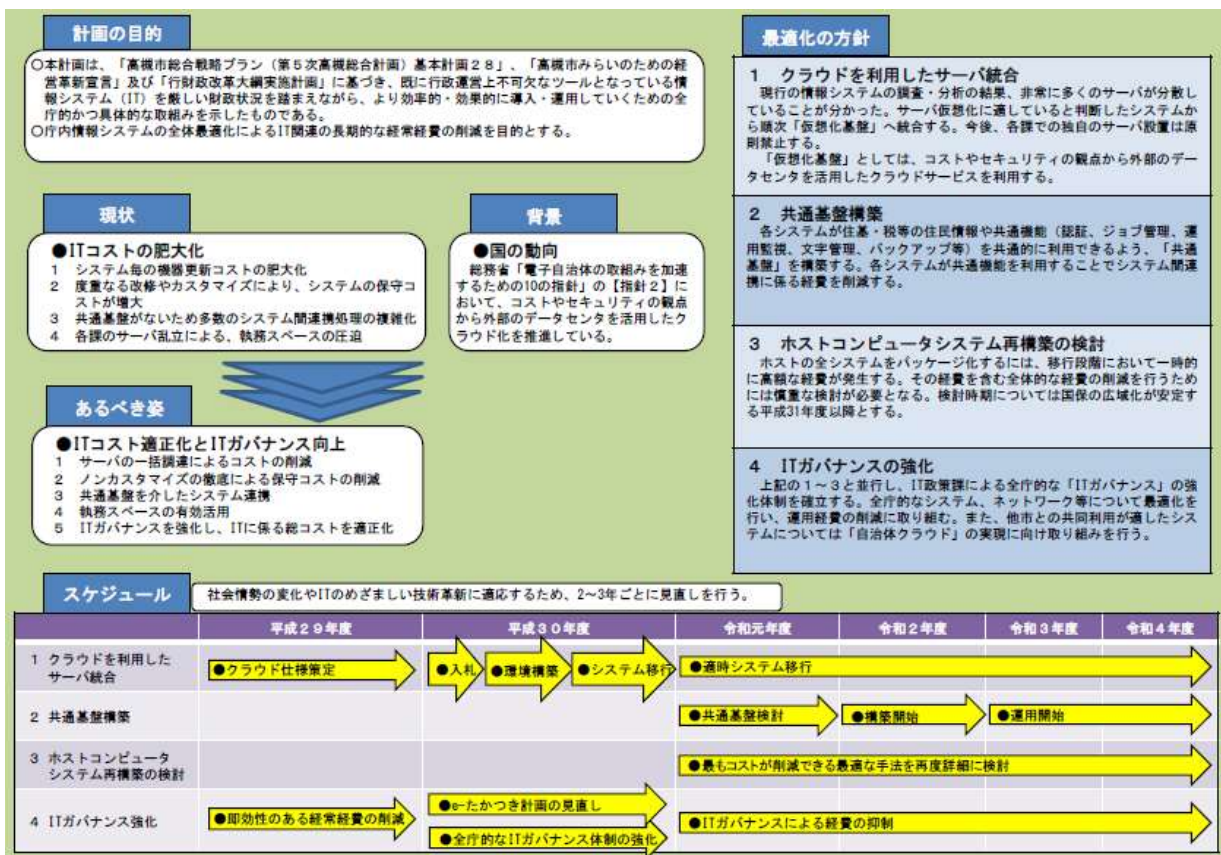 計画の目的
○本計画は、「高槻市総合戦略プラン（第5次高槻総合計画）基本計画28」、「高槻市みらいのための経
営革新宣言」及び「行財政改革大綱実施計画」に基づき、既に行政運営上不可欠なツールとなっている情
報システム（IT）を厳しい財政状況を踏まえながら、より効率的・効果的に導入・運用していくための全
庁的かつ具体的な取組みを示したものである。
○庁内情報システムの全体最適化によるIT関連の長期的な経常経費の削減を目的とする。
現状
●ITコストの肥大化
1 システム毎の機器更新コストの肥大化
2 度重なる改修やカスタマイズにより、システムの保守コ
ストが増大
3 共通基盤がないため多数のシステム間連携処理の複雑化
4 各課のサーバ乱立による、執務スペースの圧迫
背景
●国の動向
総務省「電子自治体の取組みを加速
するための10の指針」の【指針2】に
おいて、コストやセキュリティの観点
から外部のデータセンタを活用したク
ラウド化を推進している。
あるべき姿
●ITコスト適正化とITガバナンス向上
1 サーバの一括調達によるコストの削減
2 ノンカスタマイズの徹底による保守コストの削減
3 共通基盤を介したシステム連携
4 執務スペースの有効活用
5 ITガバナンスを強化し、ITに係る総コストを適正化
最適化の方針
1 クラウドを利用したサーバ統合
現行の情報システムの調査・分析の結果、非常に多くのサーバが分散し
ていることが分かった。サーバ仮想化に適していると判断したシステムか
ら順次「仮想化基盤」へ統合する。今後、各課での独自のサーバ設置は原
則禁止する。
「仮想化基盤」としては、コストやセキュリティの観点から外部のデー
タセンタを活用したクラウドサービスを利用する。
2 共通基盤構築
各システムが住基・税等の住民情報や共通機能（認証、ジョブ管理、運
用監視、文字管理、バックアップ等）を共通的に利用できるよう、「共通
基盤」を構築する。各システムが共通機能を利用することでシステム間連
携に係る経費を削減する。
3 ホストコンピュータシステム再構築の検討
ホストの全システムをパッケージ化するには、移行段階において一時的
に高額な経費が発生する。その経費を含む全体的な経費の削減を行うため
には慎重な検討が必要となる。検討時期については国保の広域化が安定す
る平成31年度以降とする。
4 ITガバナンスの強化
上記の1～3と並行し、IT政策課による全庁的な「ITガバナンス」の強
化体制を確立する。全庁的なシステム、ネットワーク等について最適化を
行い、運用経費の削減に取り組む。また、他市との共同利用が適したシス
テムについては「自治体クラウド」の実現に向け取り組みを行う。
スケジュール
社会情勢の変化やITのめざましい技術革新に適応するため、2～3年ごとに見直しを行う。
平成29年度 平成30年度 令和元年度 令和2年度 令和3年度 令和4年度
1 クラウドを利用した
サーバ統合
●クラウド仕様策定 ●入札 ●環境構築 ●システム移行 ●適時システム移行
2 共通基盤構築 ●共通基盤検討 ●構築開始 ●運用開始
3 ホストコンピュータ
システム再構築の検討
●最もコストが削減できる最適な手法を再度詳細に検討
●e-たかつき計画の見直し
4 ITガバナンス強化 ●即効性のある経常経費の削減 ●ITガバナンスによる経費の抑制
●全庁的なITガバナンス体制の強化